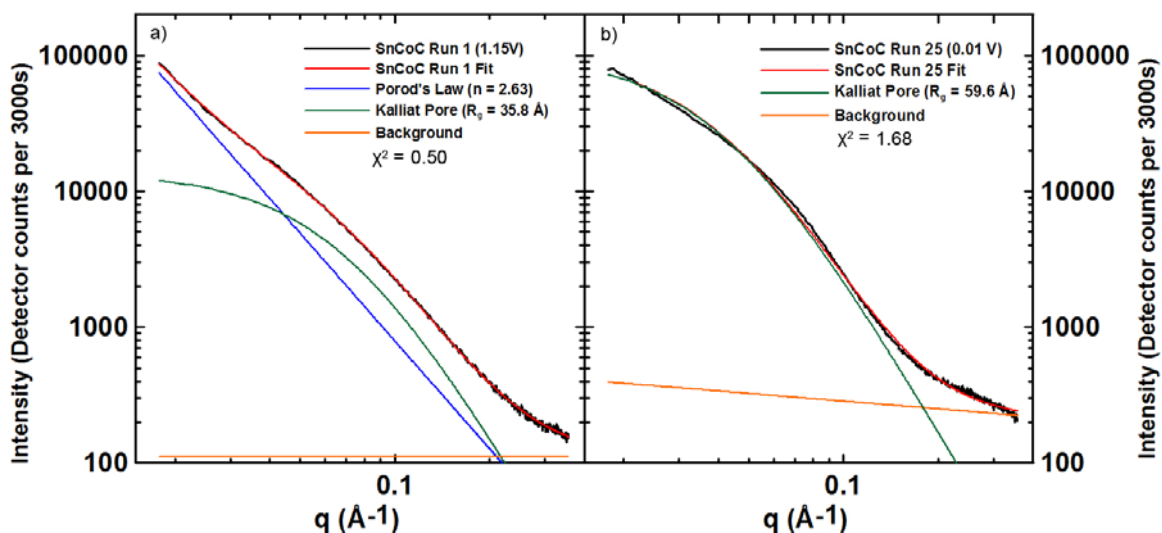 a)
SnCoC Run 1 (1.15V)
SnCoC Run 1 Fit
Porod's Law (n = 2.63)
Kalliat Pore (Rg = 35.8 Å)
Background
χ² = 0.50
100000
10000
1000
100
0.1
q (Å-1)
Intensity (Detector counts per 3000s)
b)
SnCoC Run 25 (0.01 V)
SnCoC Run 25 Fit
Kalliat Pore (Rg = 59.6 Å)
Background
χ² = 1.68
100000
10000
1000
100
0.1
q (Å-1)
Intensity (Detector counts per 3000s)